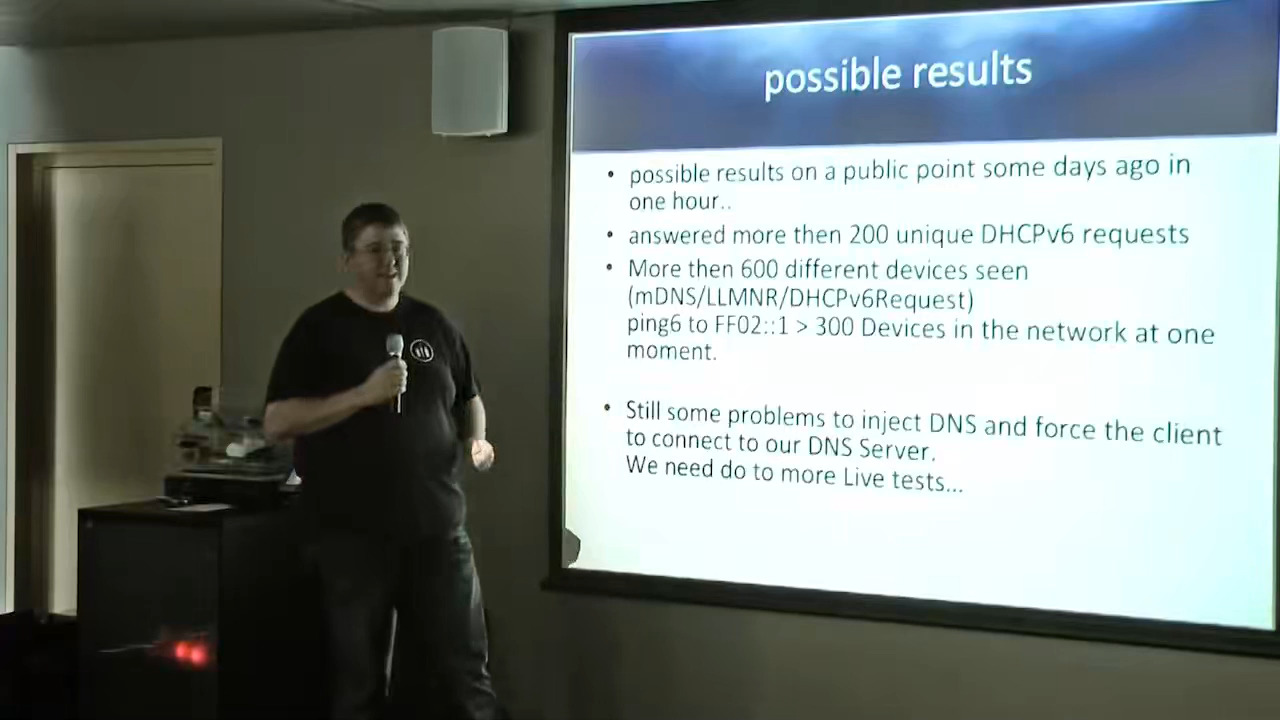 possible results
• possible results on a public point some days ago in
one hour..
• answered more then 200 unique DHCPv6 requests
• More then 600 different devices seen
(mDNS/LLMNR/DHCPv6Request)
ping6 to FF02::1 > 300 Devices in the network at one
moment.
• Still some problems to inject DNS and force the client
to connect to our DNS Server.
We need do to more Live tests...